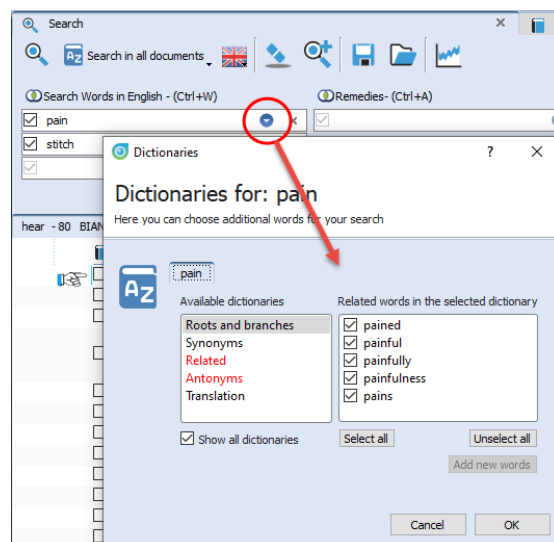 Search
Search in all documents
Search Words in English - (Ctrl+W)
Remedies- (Ctrl+A)
pain
stitch
Dictionaries
Dictionaries for: pain
Here you can choose additional words for your search
hear - 80 BIAN
AZ
pain
Available dictionaries
Related words in the selected dictionary
Roots and branches
Synonyms
Related
Antonyms
Translation
pained
painful
painfully
painfulness
pains
Show all dictionaries
Select all
Unselect all
Add new words
Cancel
OK